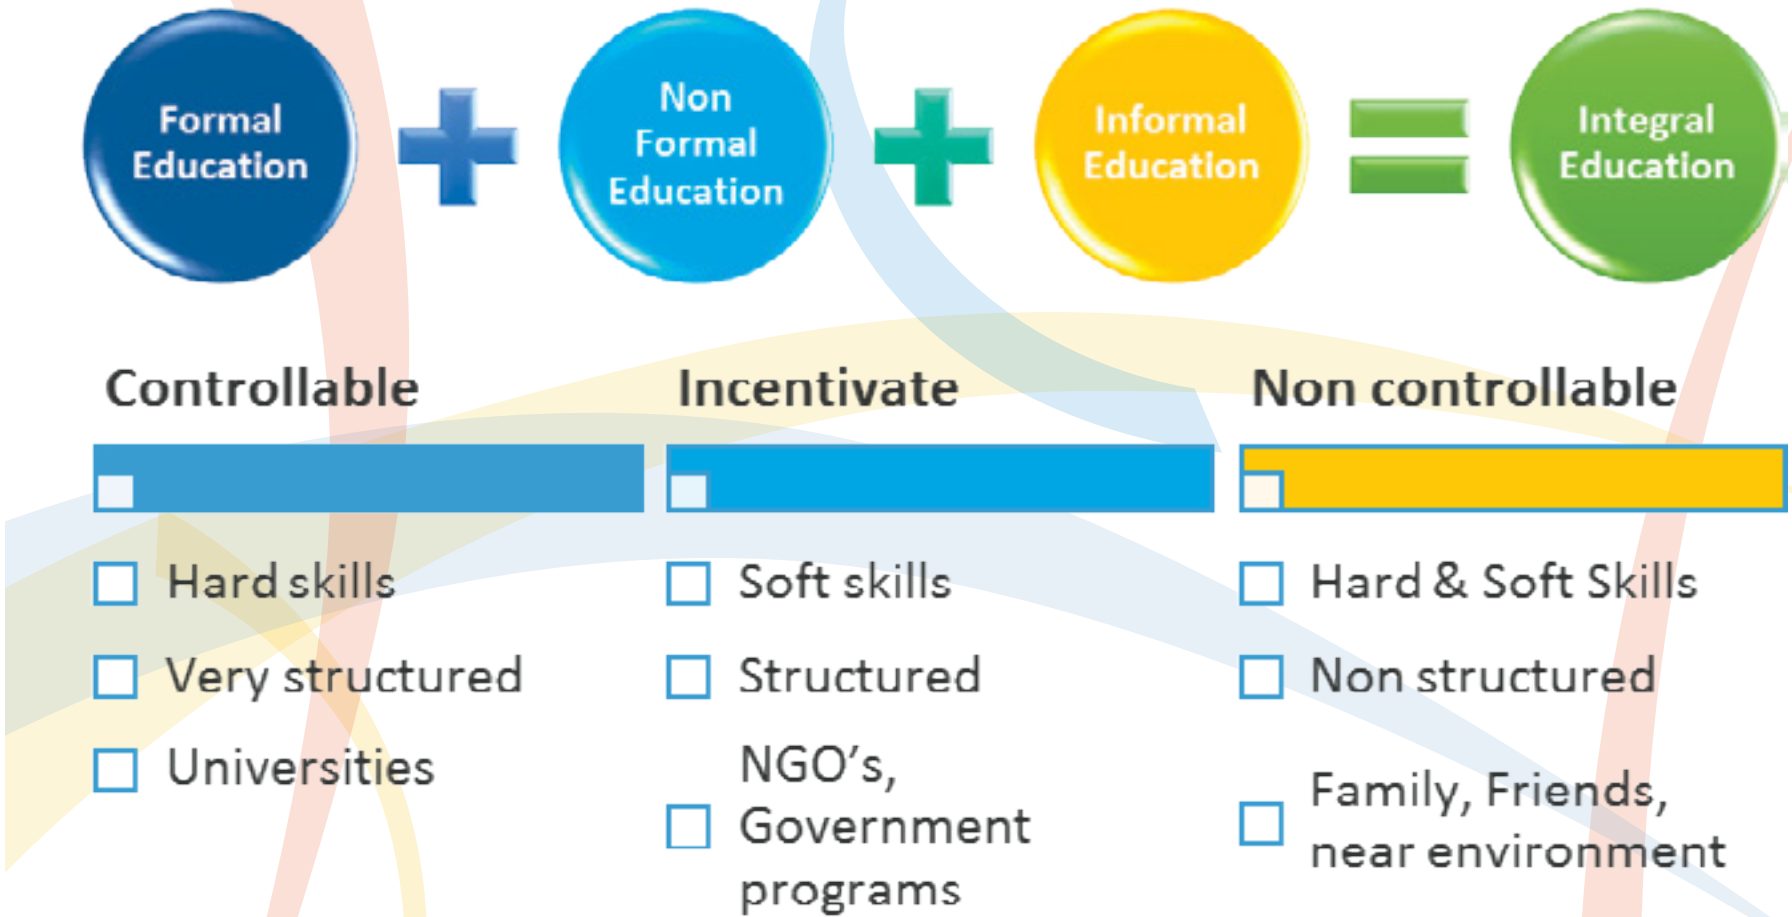 Formal
Education
Non
Formal
Education
Informal
Education
Integral
Education
Controllable
Hard skills
Very structured
Universities
Incentivate
Soft skills
Structured
NGO's,
Government
programs
Non controllable
Hard & Soft Skills
Non structured
Family, Friends,
near environment